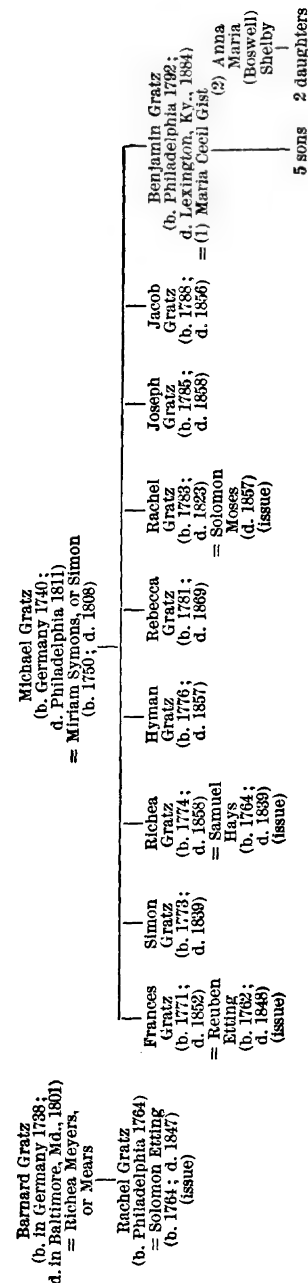 Barnard Gratz
(b. in Germany 1738;
d. in Baltimore, Md., 1801)
= Richea Meyers,
or Mears
Rachel Gratz
(b. Philadelphia 1764)
= Solomon Etting
(b. 1764; d. 1847)
(issue)
Michael Gratz
(b. Germany 1740;
d. Philadelphia 1811)
= Miriam Symons, or Simon
(b. 1750; d. 1808)
Frances
Gratz
(b. 1771;
d. 1852)
= Reuben
Etting
(b. 1762;
d. 1848)
(issue)
Simon
Gratz
(b. 1773;
d. 1839)
Richea
Gratz
(b. 1774;
d. 1858)
= Samuel
Hays
(b. 1764;
d. 1839)
(issue)
Hyman
Gratz
(b. 1776;
d. 1857)
Rebecca
Gratz
(b. 1781;
d. 1869)
Rachel
Gratz
(b. 1783;
d. 1823)
= Solomon
Moses
(d. 1857)
(issue)
Joseph
Gratz
(b. 1785;
d. 1858)
Jacob
Gratz
(b. 1788;
d. 1856)
Benjamin Gratz
(b. Philadelphia 1792;
d. Lexington, Ky., 1884)
= (1) Maria Cecil Gist
(2) Anna
Maria
(Boswell)
Shelby
5 sons
2 daughters